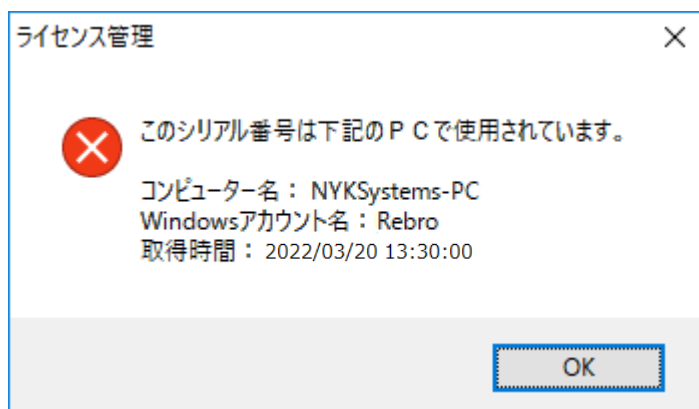 ライセンス管理
このシリアル番号は下記のＰＣで使用されています。
コンピューター名： NYKSystems-PC
Windowsアカウント名：Rebro
取得時間： 2022/03/20 13:30:00
OK